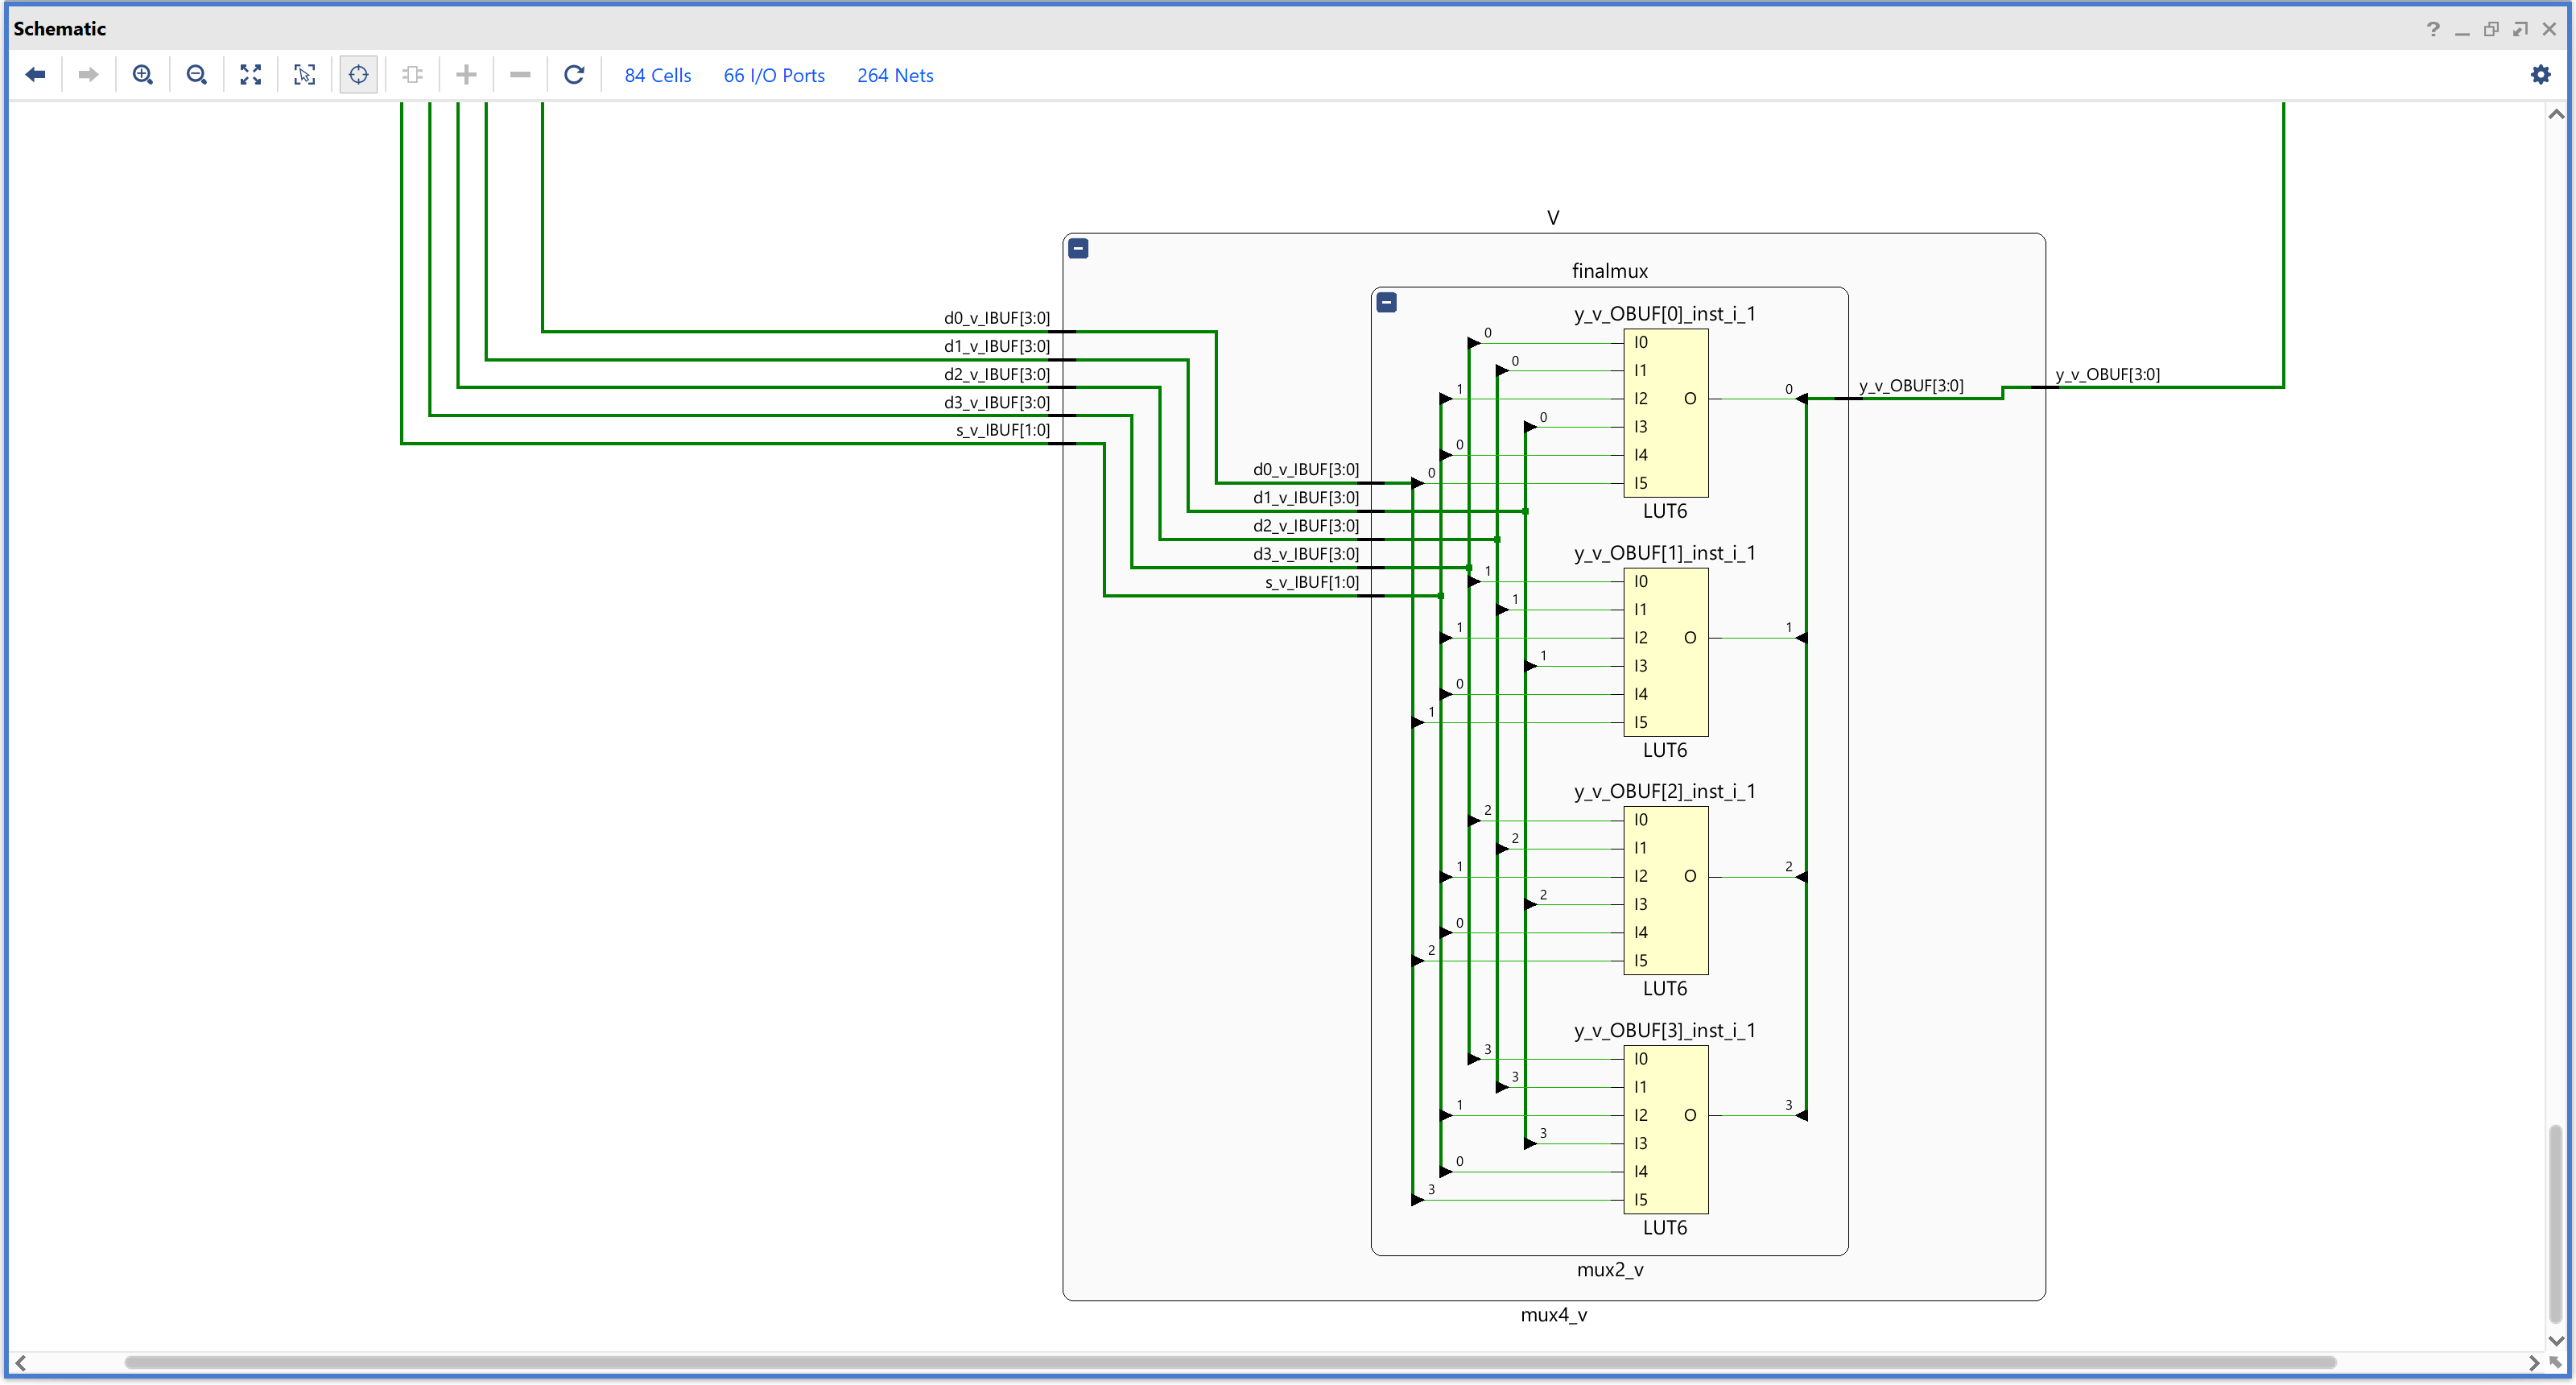 Schematic
84 Cells 66 I/O Ports 264 Nets
V
finalmux
d0_v_IBUF[3:0]
d1_v_IBUF[3:0]
d2_v_IBUF[3:0]
d3_v_IBUF[3:0]
s_v_IBUF[1:0]
d0_v_IBUF[3:0]
d1_v_IBUF[3:0]
d2_v_IBUF[3:0]
d3_v_IBUF[3:0]
s_v_IBUF[1:0]
y_v_OBUF[0]_inst_i_1
0 I0
0 I1
1 I2 O 0
0 I3
0 I4
0 I5
LUT6
y_v_OBUF[3:0]
y_v_OBUF[3:0]
y_v_OBUF[1]_inst_i_1
1 I0
1 I1
1 I2 O 1
1 I3
0 I4
1 I5
LUT6
y_v_OBUF[2]_inst_i_1
2 I0
2 I1
1 I2 O 2
2 I3
0 I4
2 I5
LUT6
y_v_OBUF[3]_inst_i_1
3 I0
3 I1
1 I2 O 3
3 I3
0 I4
3 I5
LUT6
mux2_v
mux4_v